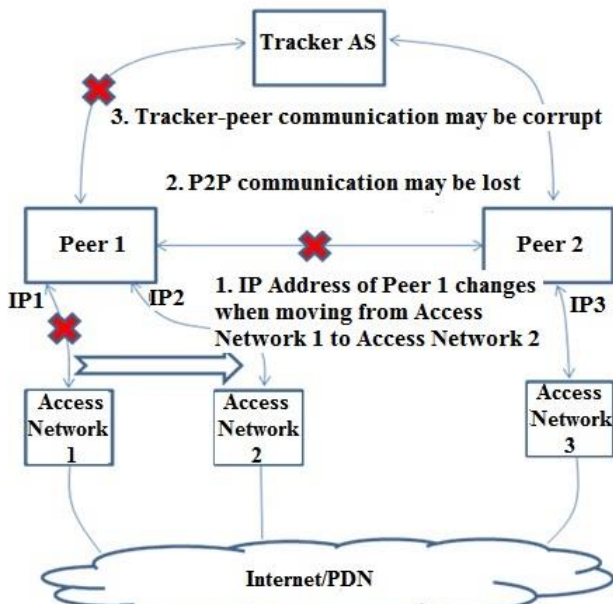 Tracker AS
3. Tracker-peer communication may be corrupt
2. P2P communication may be lost
Peer 1
Peer 2
IP1
IP2
1. IP Address of Peer 1 changes
when moving from Access
Network 1 to Access Network 2
IP3
Access
Network
1
Access
Network
2
Access
Network
3
Internet/PDN